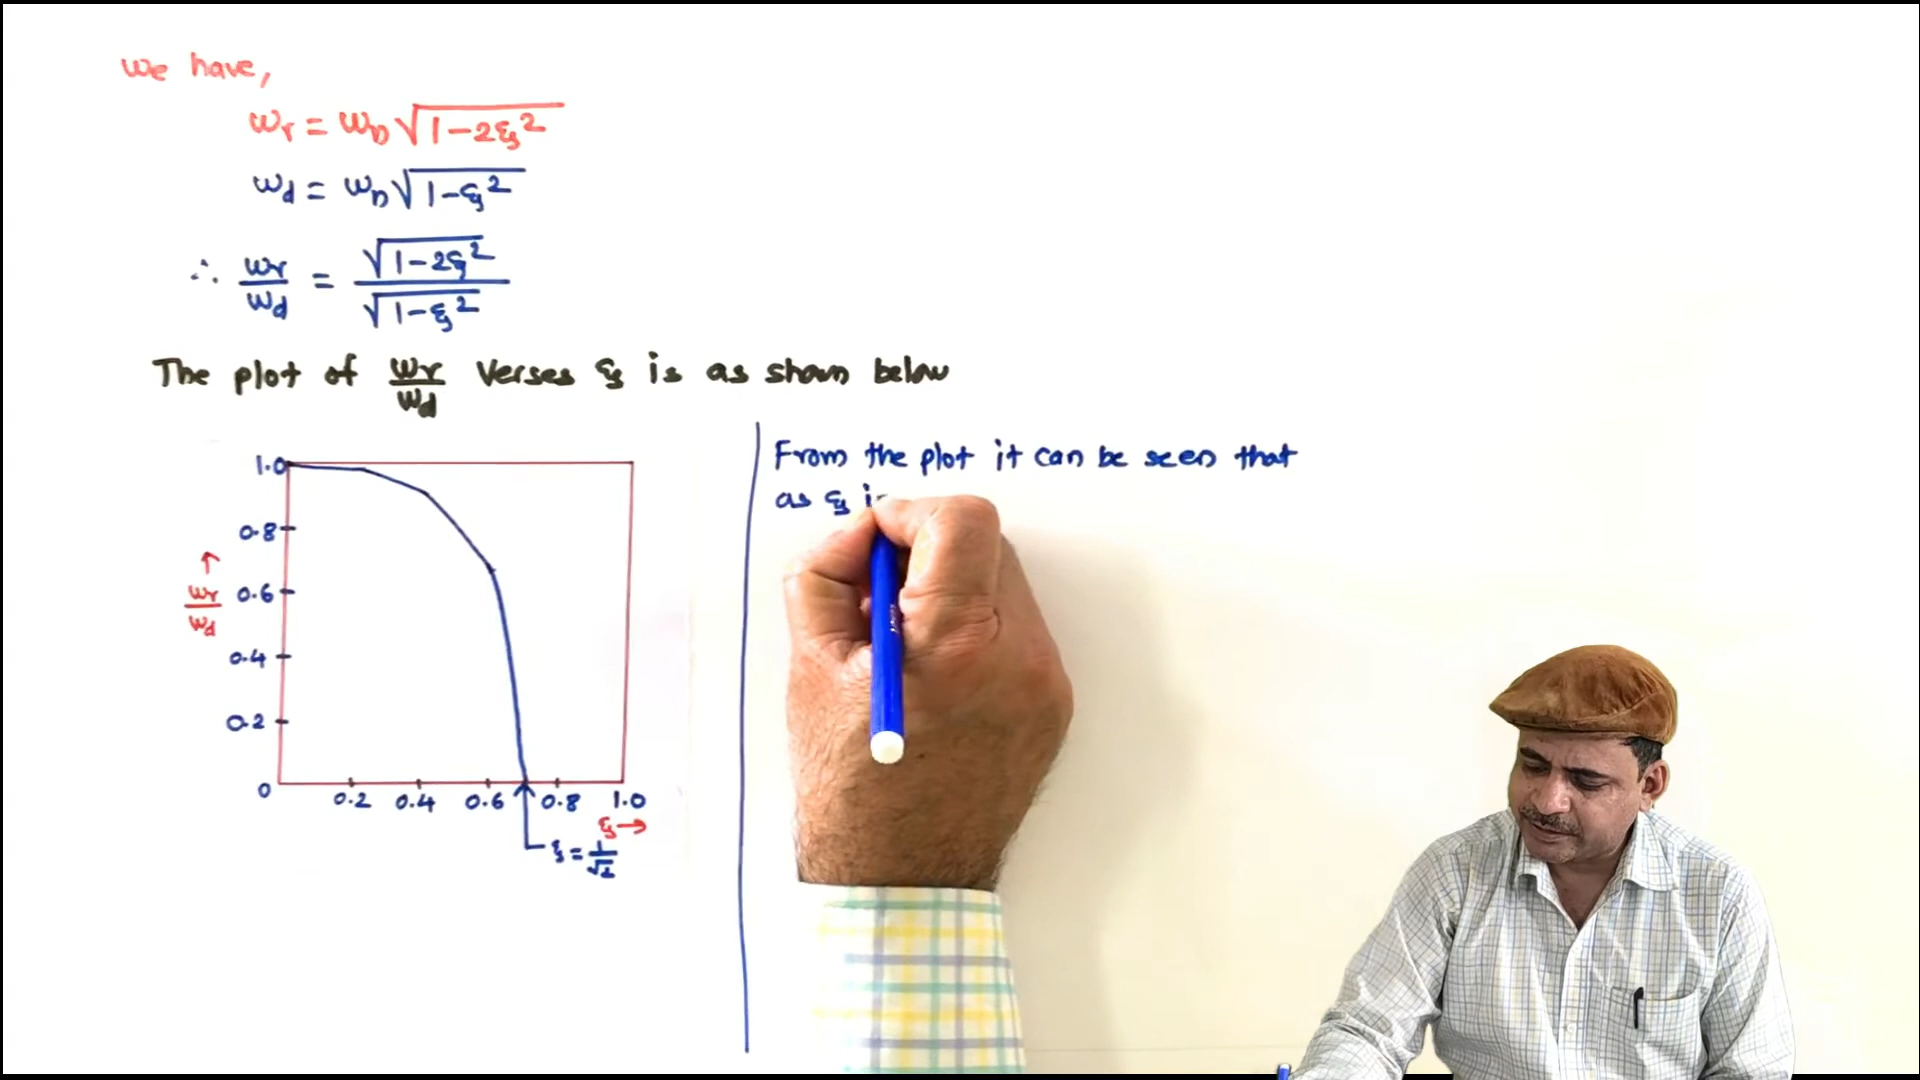 We have,
ωr = ωn √1-2ξ²
ωd = ωn √1-ξ²
∴ ωr/ωd = √1-2ξ² / √1-ξ²
The plot of ωr/ωd Verses ξ is as shown below
1.0
0.8
ωr/ωd →
0.6
0.4
0.2
0
0.2 0.4 0.6 0.8 1.0
ξ →
ξ = 1/√2
From the plot it can be seen that
as ξ